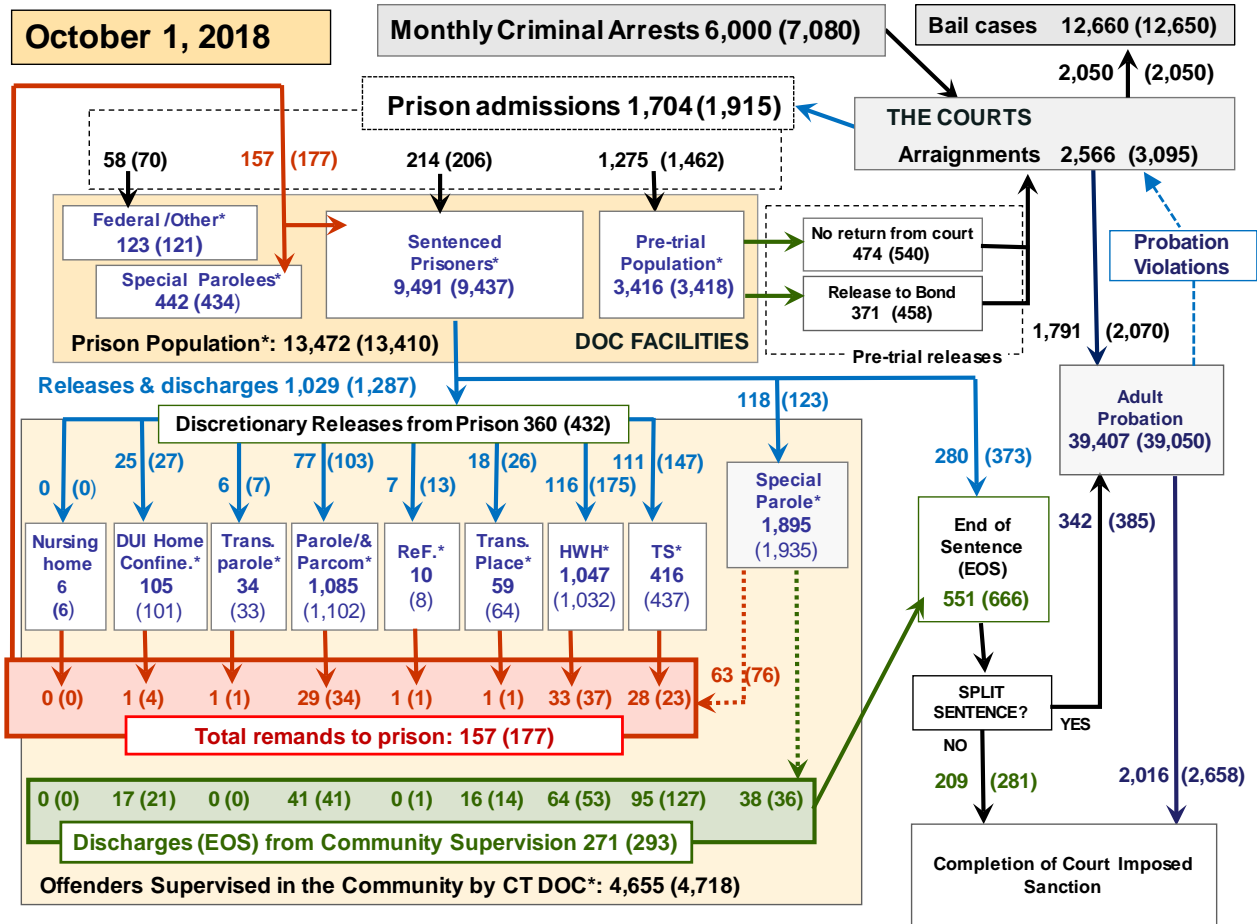 October 1, 2018
Monthly Criminal Arrests 6,000 (7,080)
Bail cases 12,660 (12,650)
2,050 (2,050)
Prison admissions 1,704 (1,915)
THE COURTS
Arraignments 2,566 (3,095)
58 (70)
157 (177)
214 (206)
1,275 (1,462)
Federal /Other*
123 (121)
Special Parolees*
442 (434)
Sentenced
Prisoners*
9,491 (9,437)
Pre-trial
Population*
3,416 (3,418)
No return from court
474 (540)
Release to Bond
371 (458)
Pre-trial releases
Probation
Violations
Prison Population*: 13,472 (13,410)
DOC FACILITIES
1,791 (2,070)
Releases & discharges 1,029 (1,287)
118 (123)
Adult
Probation
39,407 (39,050)
Discretionary Releases from Prison 360 (432)
25 (27)
77 (103)
18 (26)
111 (147)
280 (373)
0 (0)
6 (7)
7 (13)
116 (175)
Special
Parole*
1,895
(1,935)
342 (385)
Nursing
home
6
(6)
DUI Home
Confine.*
105
(101)
Trans.
parole*
34
(33)
Parole/&
Parcom*
1,085
(1,102)
ReF.*
10
(8)
Trans.
Place*
59
(64)
HWH*
1,047
(1,032)
TS*
416
(437)
End of
Sentence
(EOS)
551 (666)
63 (76)
0 (0) 1 (4) 1 (1) 29 (34) 1 (1) 1 (1) 33 (37) 28 (23)
Total remands to prison: 157 (177)
SPLIT
SENTENCE?
YES
NO
209 (281)
2,016 (2,658)
0 (0) 17 (21) 0 (0) 41 (41) 0 (1) 16 (14) 64 (53) 95 (127) 38 (36)
Discharges (EOS) from Community Supervision 271 (293)
Offenders Supervised in the Community by CT DOC*: 4,655 (4,718)
Completion of Court Imposed
Sanction